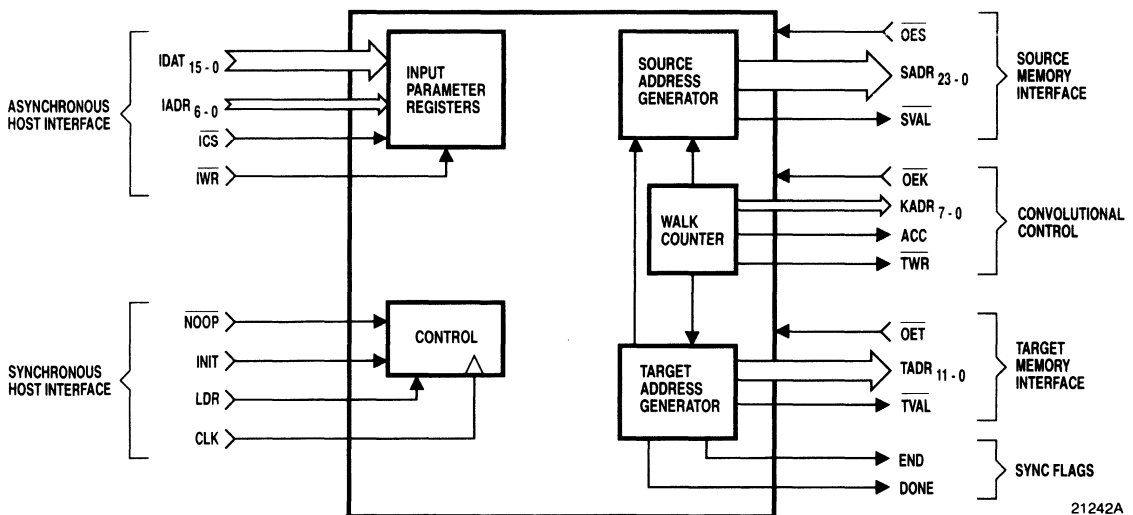 ASYNCHRONOUS
HOST INTERFACE
IDAT 15 - 0
IADR 6 - 0
ICS
IWR
INPUT
PARAMETER
REGISTERS
SYNCHRONOUS
HOST INTERFACE
NOOP
INIT
LDR
CLK
CONTROL
SOURCE
ADDRESS
GENERATOR
WALK
COUNTER
TARGET
ADDRESS
GENERATOR
OES
SADR 23 - 0
SVAL
SOURCE
MEMORY
INTERFACE
OEK
KADR 7 - 0
ACC
TWR
CONVOLUTIONAL
CONTROL
OET
TADR 11 - 0
TVAL
TARGET
MEMORY
INTERFACE
END
DONE
SYNC FLAGS
21242A